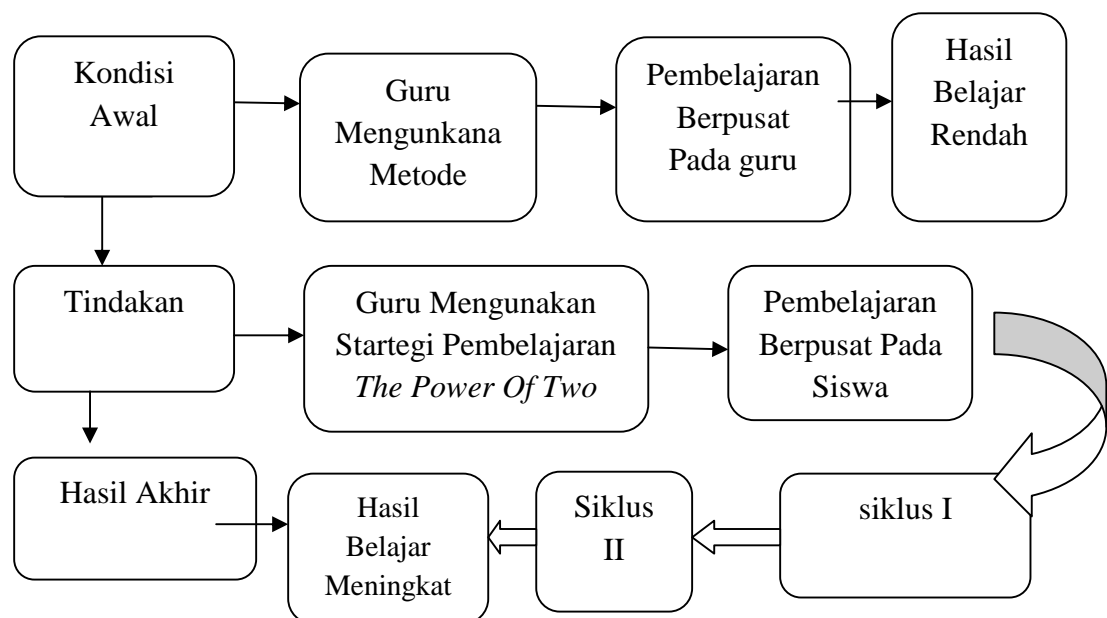 Kondisi
Awal
Guru
Mengunkana
Metode
Pembelajaran
Berpusat
Pada guru
Hasil
Belajar
Rendah
Tindakan
Guru Mengunakan
Startegi Pembelajaran
The Power Of Two
Pembelajaran
Berpusat Pada
Siswa
Hasil Akhir
Hasil
Belajar
Meningkat
Siklus
II
siklus I